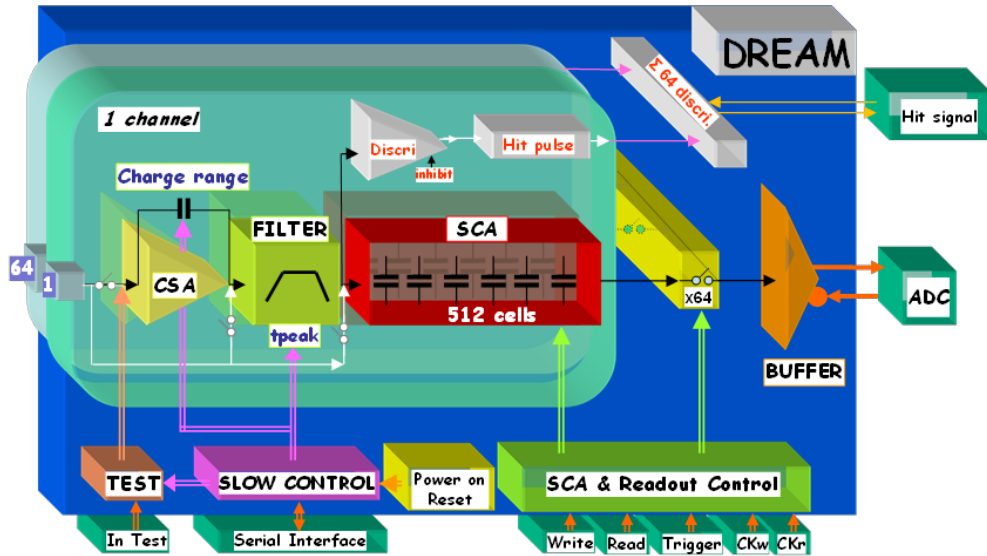 DREAM
Σ 64 discri.
Hit signal
1 channel
Discri
Hit pulse
inhibit
Charge range
FILTER
SCA
64
1
CSA
512 cells
tpeak
x64
ADC
BUFFER
TEST
SLOW CONTROL
Power on
Reset
SCA & Readout Control
In Test
Serial Interface
Write
Read
Trigger
CKw
CKr